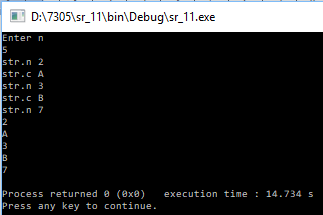 D:\7305\sr_11\bin\Debug\sr_11.exe
Enter n
5
str.n 2
str.c A
str.n 3
str.c B
str.n 7
2
A
3
B
7
Process returned 0 (0x0)   execution time : 14.734 s
Press any key to continue.